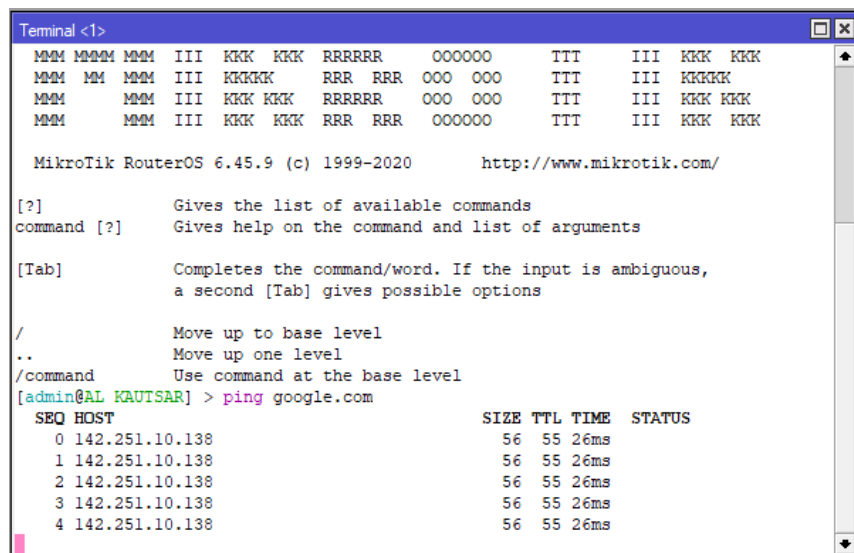 Terminal <1>
MMM MMMM MMM III KKK KKK RRRRRR OOOOOO TTT III KKK KKK
MMM MM MMM III KKKKK RRR RRR OOO OOO TTT III KKKKK
MMM MMM III KKK KKK RRRRRR OOO OOO TTT III KKK KKK
MMM MMM III KKK KKK RRR RRR OOOOOO TTT III KKK KKK
MikroTik RouterOS 6.45.9 (c) 1999-2020 http://www.mikrotik.com/
[?] Gives the list of available commands
command [?] Gives help on the command and list of arguments
[Tab] Completes the command/word. If the input is ambiguous,
a second [Tab] gives possible options
/ Move up to base level
.. Move up one level
/command Use command at the base level
[admin@AL KAUTSAR] > ping google.com
SEQ HOST SIZE TTL TIME STATUS
0 142.251.10.138 56 55 26ms
1 142.251.10.138 56 55 26ms
2 142.251.10.138 56 55 26ms
3 142.251.10.138 56 55 26ms
4 142.251.10.138 56 55 26ms